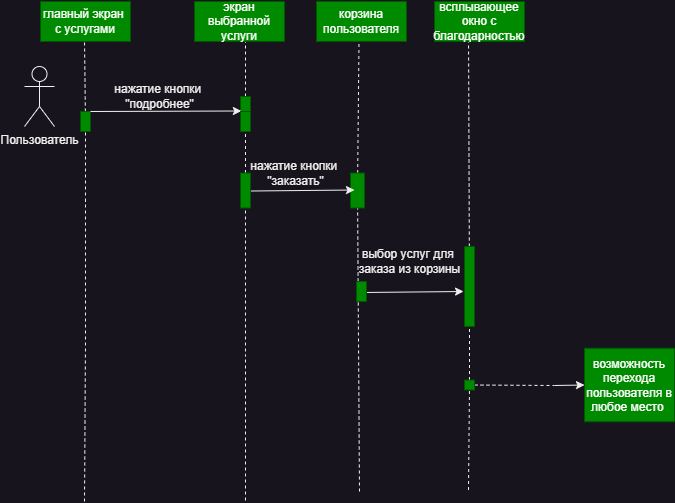 главный экран
с услугами
экран
выбранной
услуги
корзина
пользователя
всплывающее
окно с
благодарностью
нажатие кнопки
"подробнее"
Пользователь
нажатие кнопки
"заказать"
выбор услуг для
заказа из корзины
возможность
перехода
пользователя в
любое место